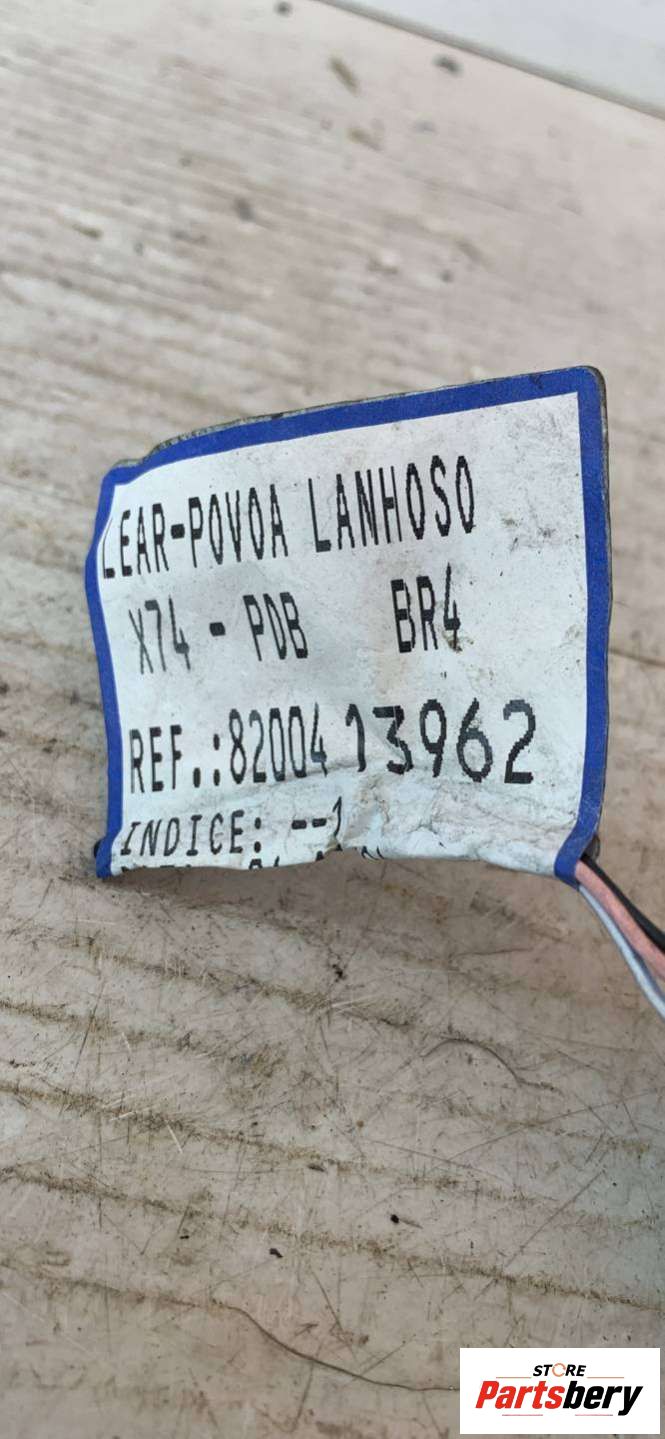 LEAR-POVOA LANHOSO
X74 - PDB BR4
REF.:8200413962
INDICE: --1
STORE
Partsbery